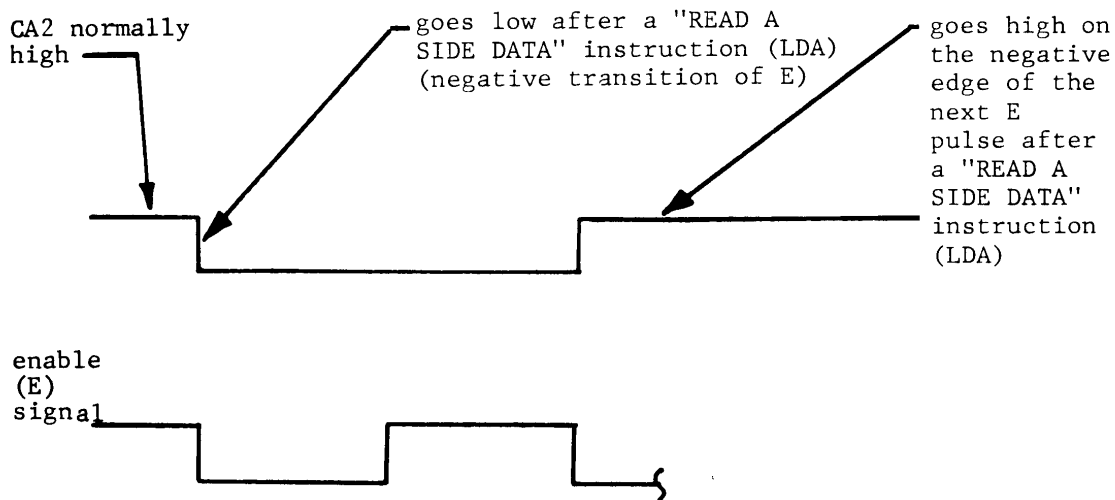 CA2 normally
high
goes low after a "READ A
SIDE DATA" instruction (LDA)
(negative transition of E)
goes high on
the negative
edge of the
next E
pulse after
a "READ A
SIDE DATA"
instruction
(LDA)
enable
(E)
signal